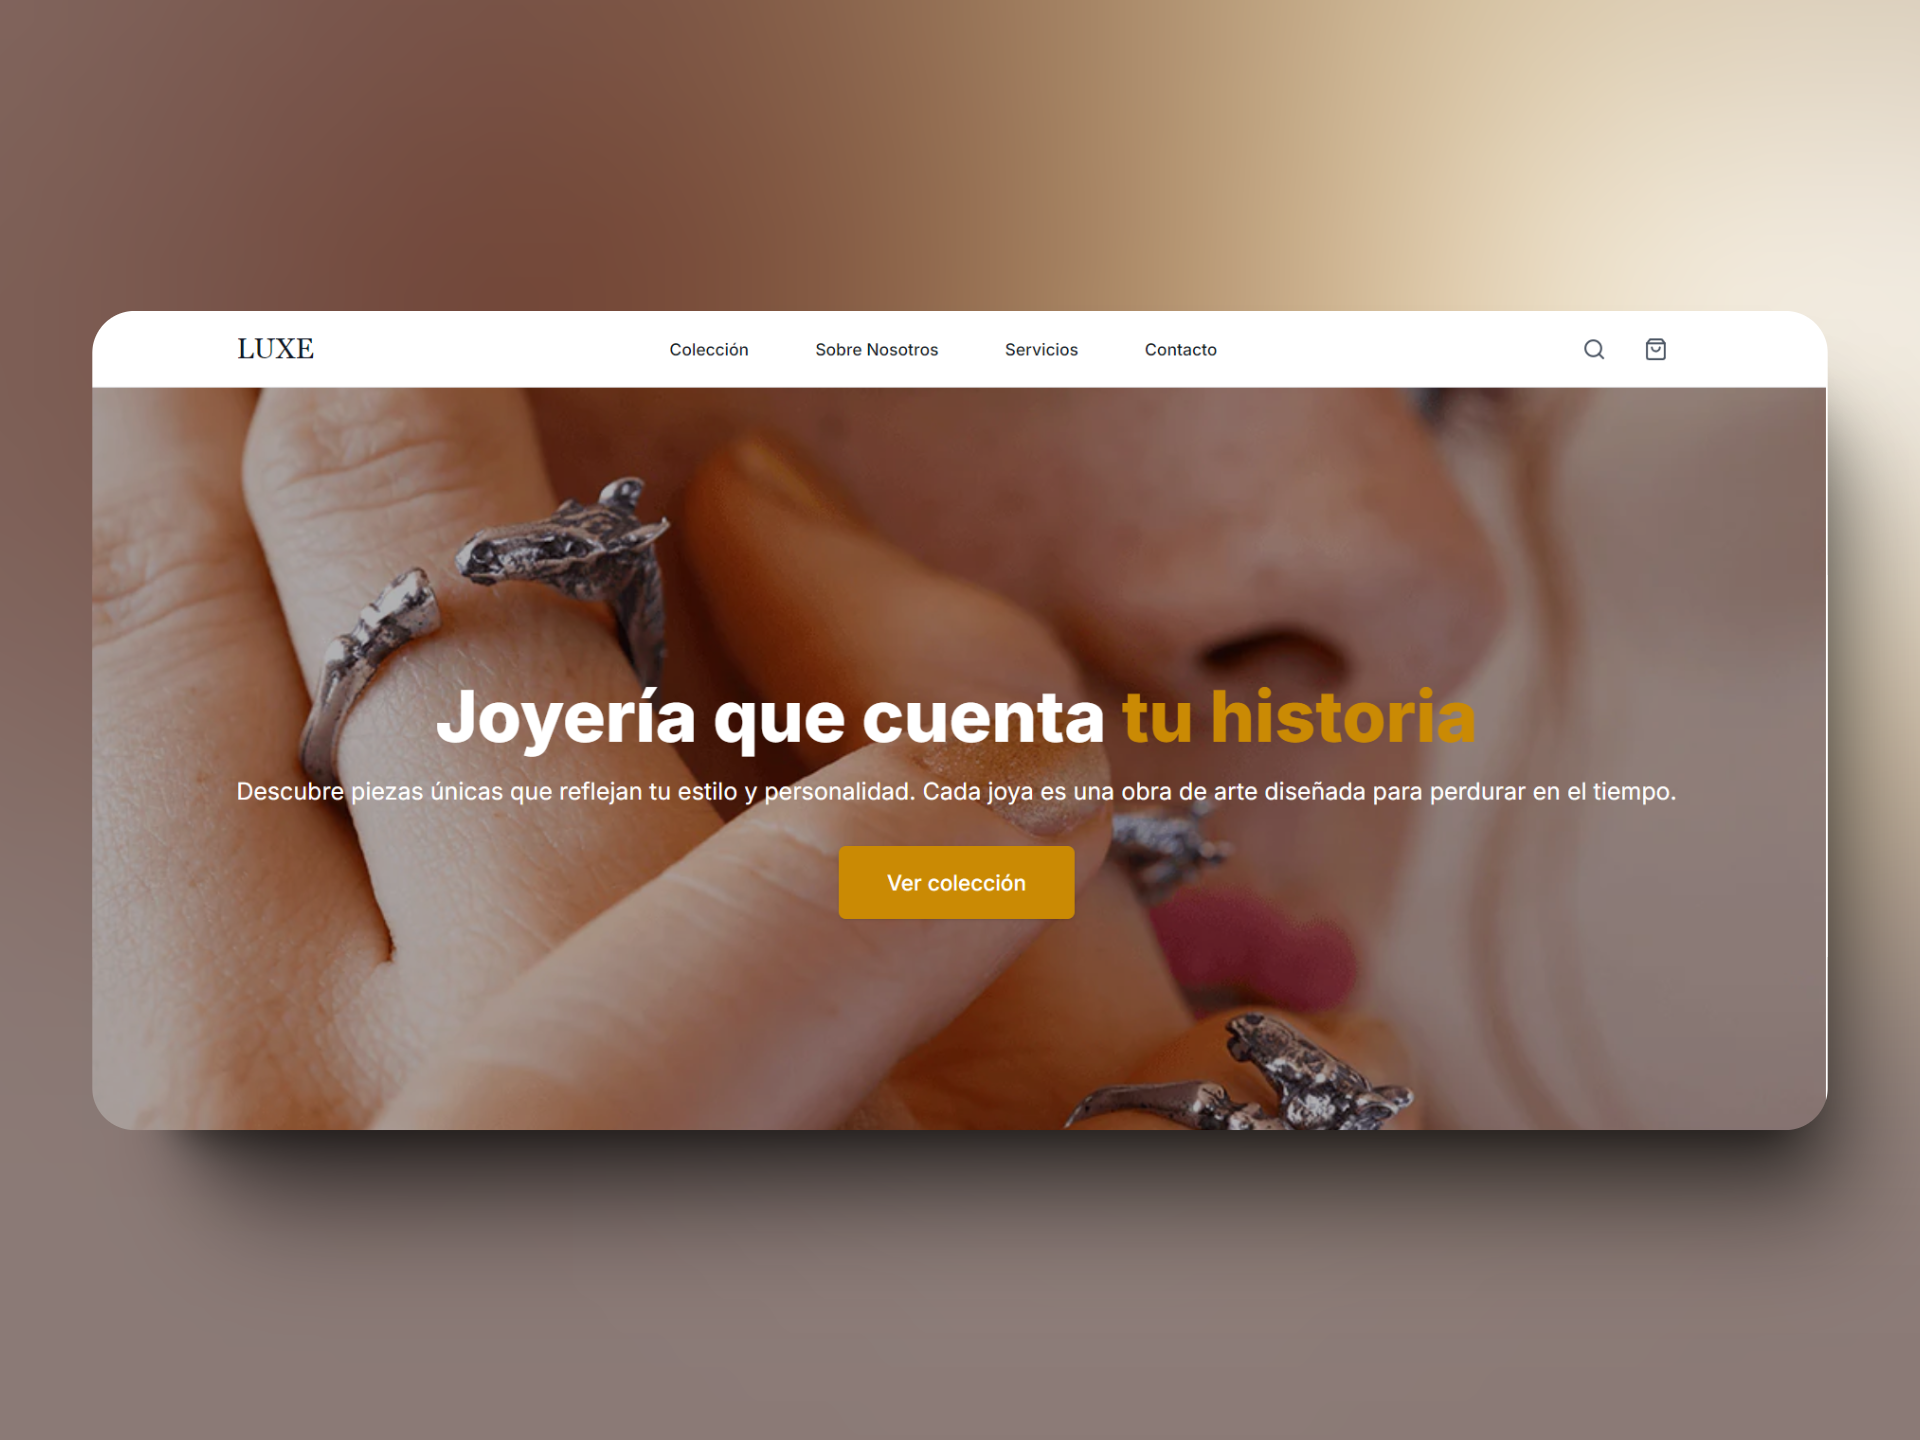 LUXE
Colección
Sobre Nosotros
Servicios
Contacto
Joyería que cuenta tu historia
Descubre piezas únicas que reflejan tu estilo y personalidad. Cada joya es una obra de arte diseñada para perdurar en el tiempo.
Ver colección